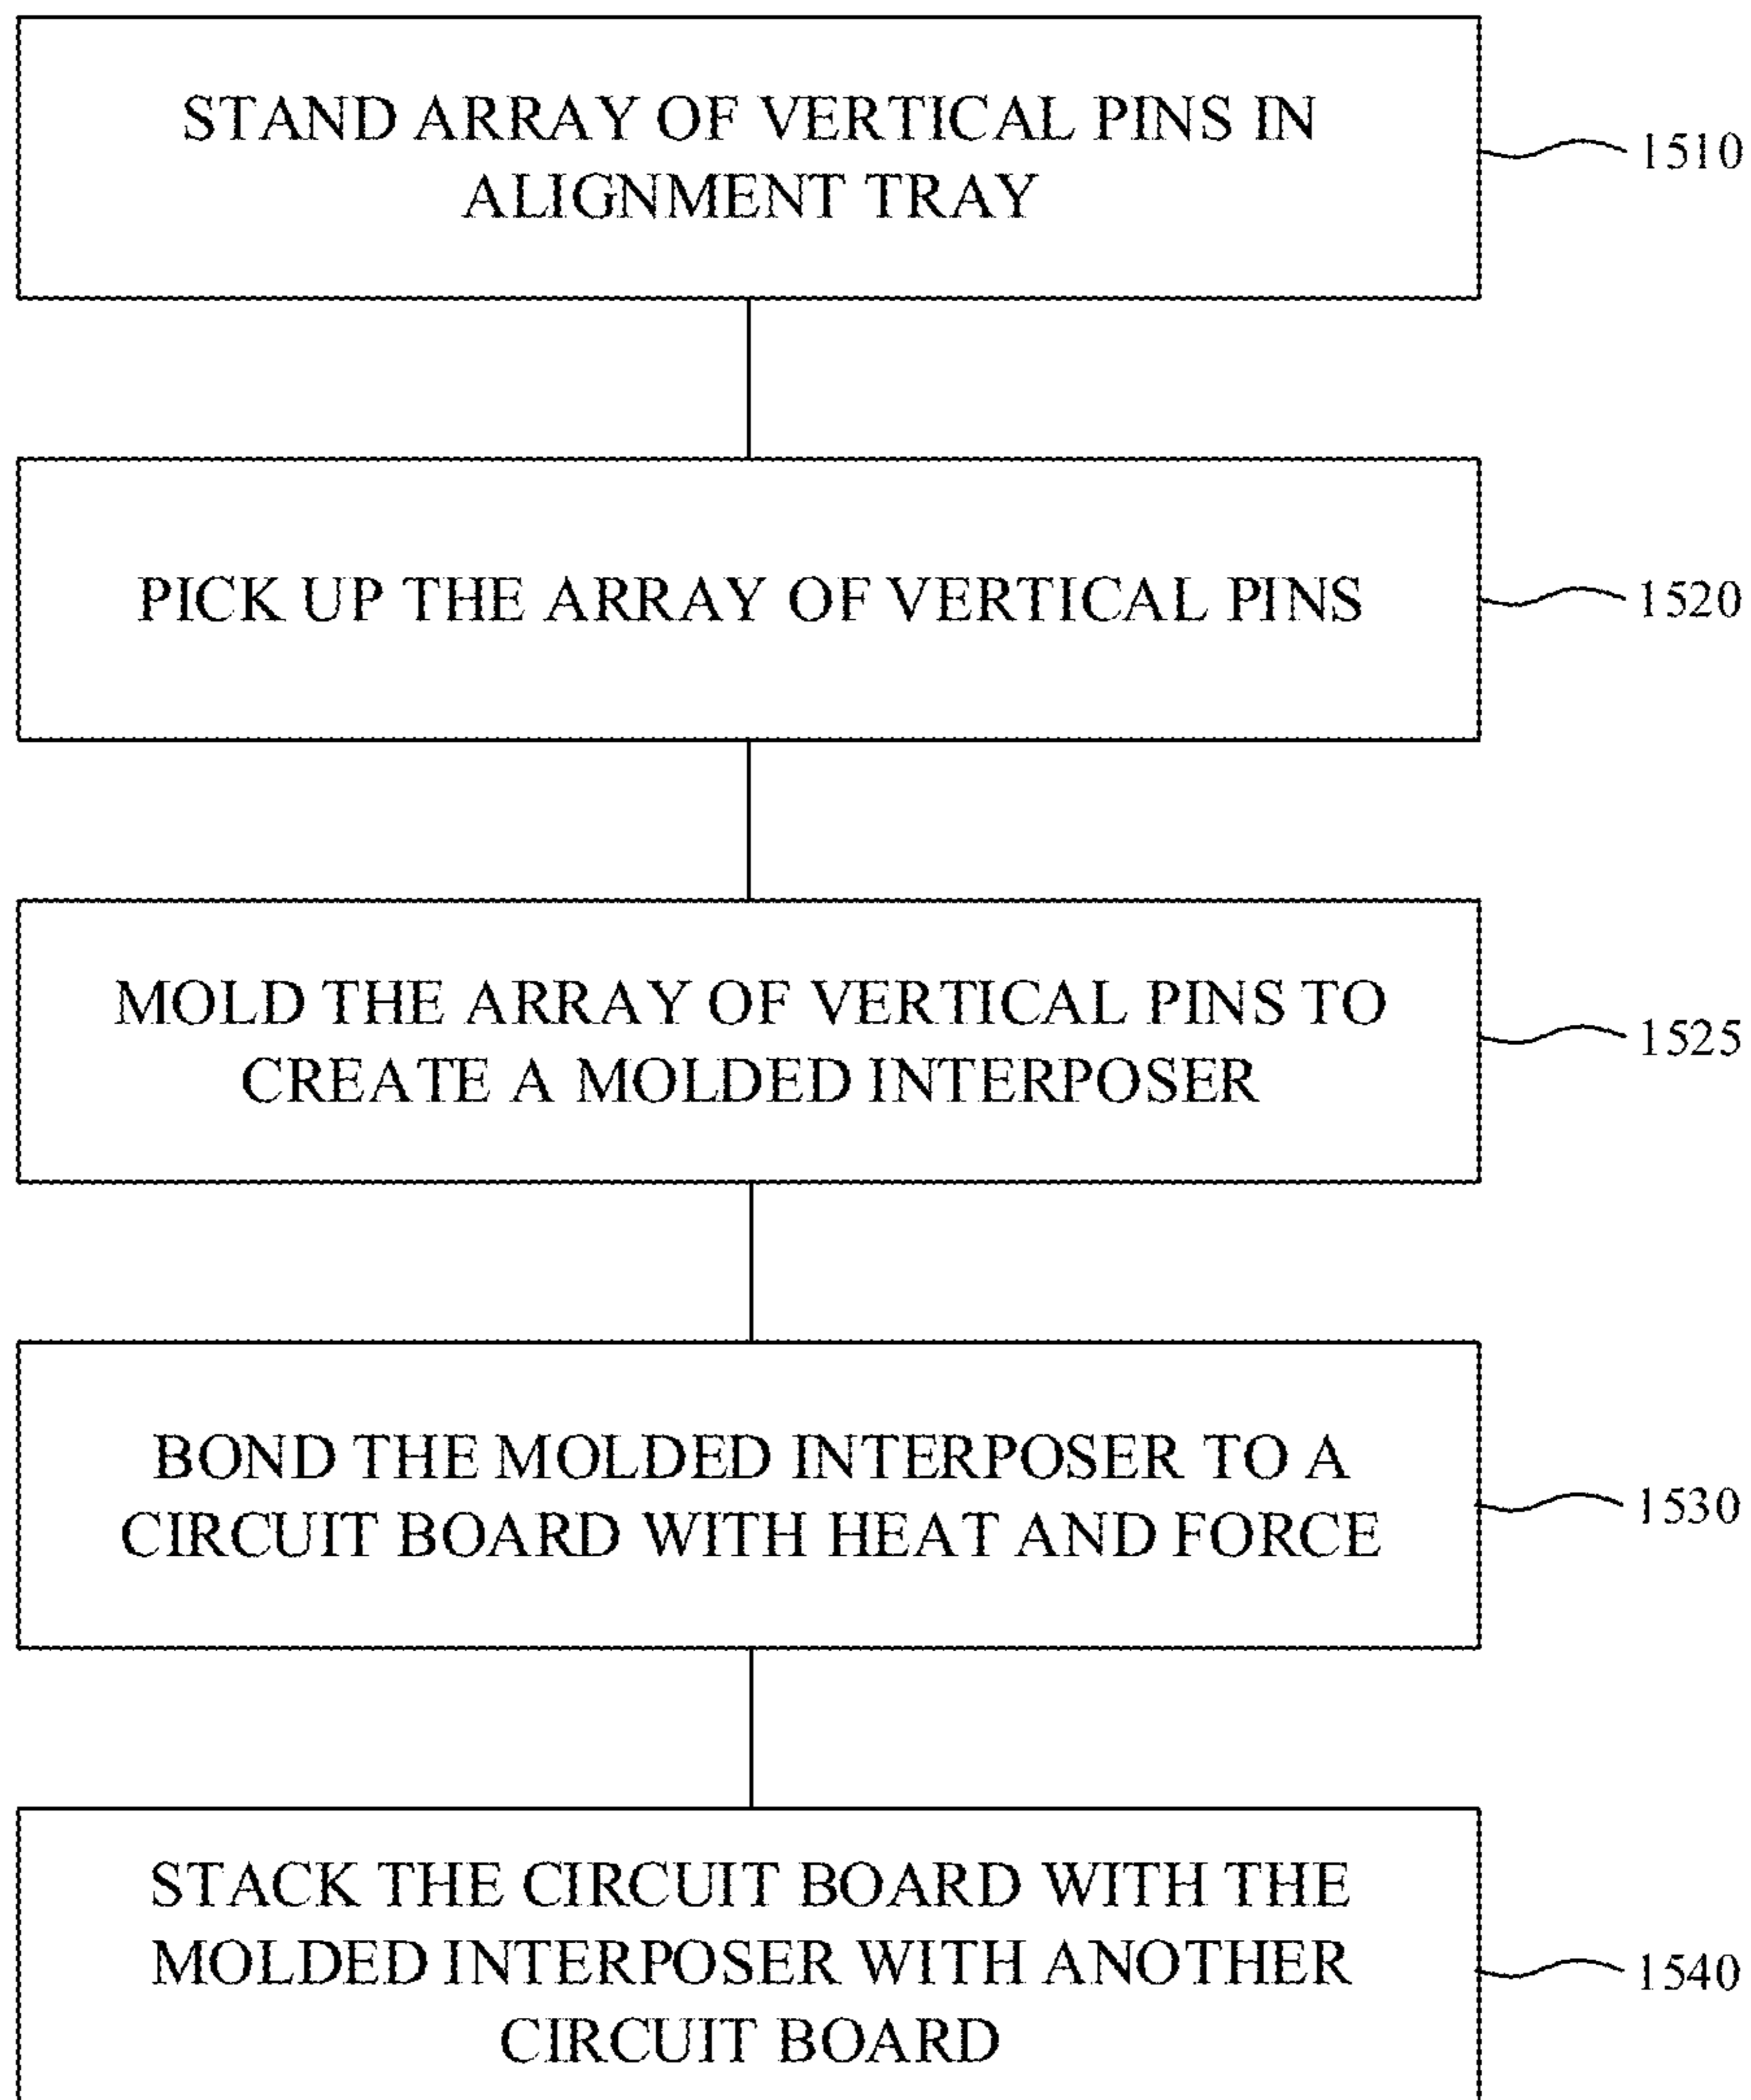 STAND ARRAY OF VERTICAL PINS IN
ALIGNMENT TRAY
1510
PICK UP THE ARRAY OF VERTICAL PINS
1520
MOLD THE ARRAY OF VERTICAL PINS TO
CREATE A MOLDED INTERPOSER
1525
BOND THE MOLDED INTERPOSER TO A
CIRCUIT BOARD WITH HEAT AND FORCE
1530
STACK THE CIRCUIT BOARD WITH THE
MOLDED INTERPOSER WITH ANOTHER
CIRCUIT BOARD
1540